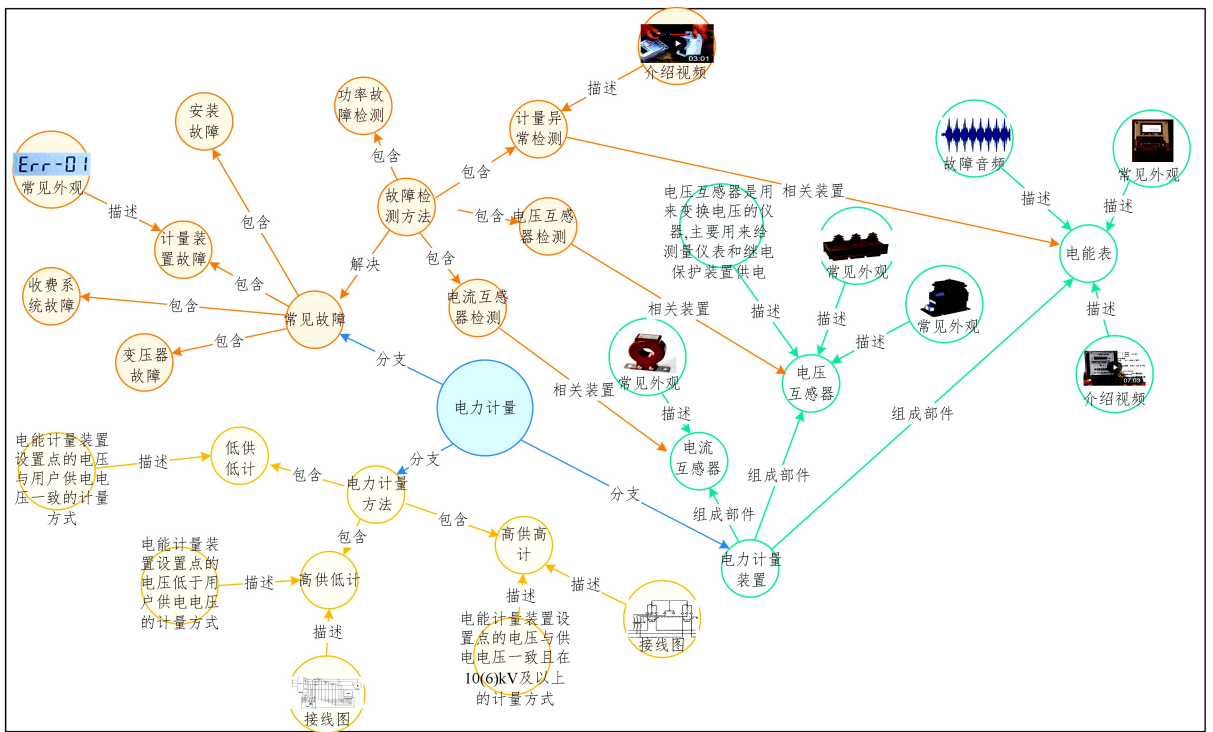 03:01
介绍视频
描述
安装
故障
功率故
障检测
计量异
常检测
Err-01
常见外观
描述
包含
包含
故障检
测方法
包含
包含
计量装
置故障
包含
解决
包含
电压互感
器检测
电流互感
器检测
收费系
统故障
包含
常见故障
变压器
故障
包含
分支
电力计量
电压互感器是用
来变换电压的仪
器,主要用来给
测量仪表和继电
保护装置供电
相关装置
描述
常见外观
描述
常见外观
描述
故障音频
描述
常见外观
描述
电能表
描述
07:03
介绍视频
相关装置
电压
互感器
常见外观
描述
相关装置
电流
互感器
组成部件
组成部件
组成部件
分支
电力计量
装置
分支
电力计量
方法
包含
低供
低计
描述
电能计量装置
设置点的电压
与用户供电电
压一致的计量
方式
包含
高供低计
描述
电能计量装
置设置点的
电压低于用
户供电电压
的计量方式
描述
接线图
包含
高供高
计
描述
电能计量装置设
置点的电压与供
电电压一致且在
10(6)kV及以上
的计量方式
描述
接线图